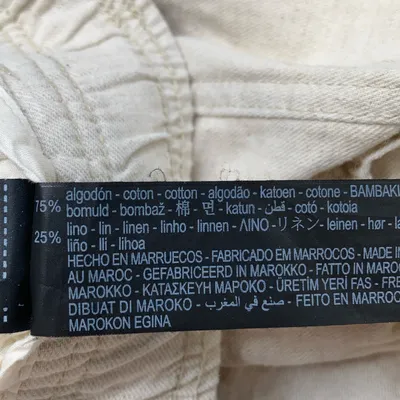 75% algodón - coton - cotton - algodão - katoen - cotone - BAMBAKI
bomuld - bombaž - 棉 - 면 - katun - قطن - cotó - kotoia
25% lino - lin - linen - linho - linnen - ΛΙΝΟ - リネン - leinen - hør - la
liño - lli - lihoa
HECHO EN MARRUECOS - FABRICADO EM MARROCOS - MADE IN
AU MAROC - GEFABRICEERD IN MAROKKO - FATTO IN
MAROKKO - ΚΑΤΑΣΚΕΥΗ ΜΑΡΟΚΟ - ÜRETİM YERİ FAS - FRE
DIBUAT DI MAROKO - صنع في المغرب - FEITO EN MARROC
MAROKON EGINA